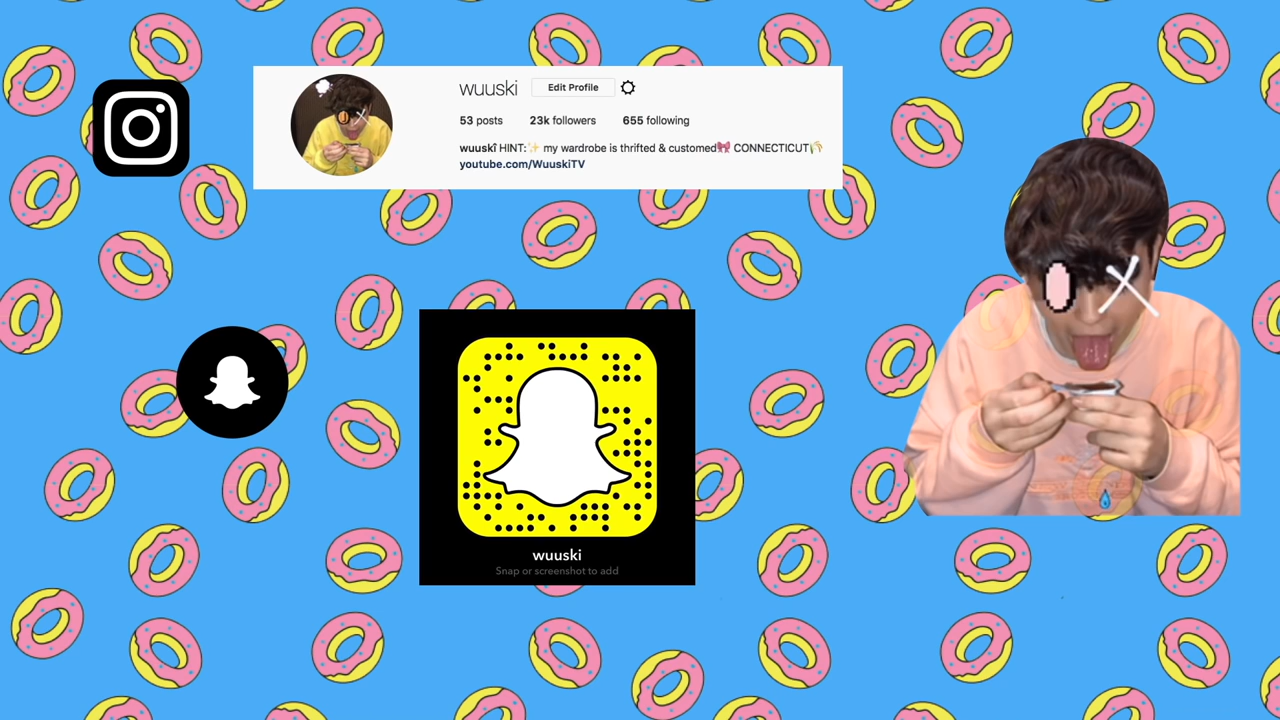 wuuski Edit Profile
53 posts 23k followers 655 following
wuuskî HINT:✨ my wardrobe is thrifted & customed🎀 CONNECTICUT🎋
youtube.com/WuuskiTV
wuuski
Snap or screenshot to add